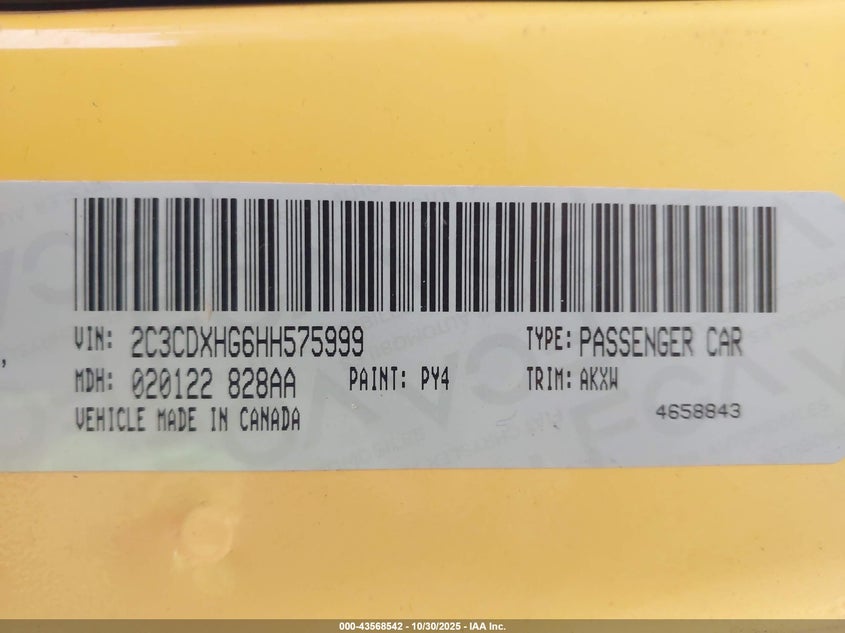 VIN: 2C3CDXHG6HH575999 TYPE: PASSENGER CAR
MDH: 020122 828AA PAINT: PY4 TRIM: AKXW
VEHICLE MADE IN CANADA 4658843
000-43568542 - 10/30/2025 - IAA Inc.